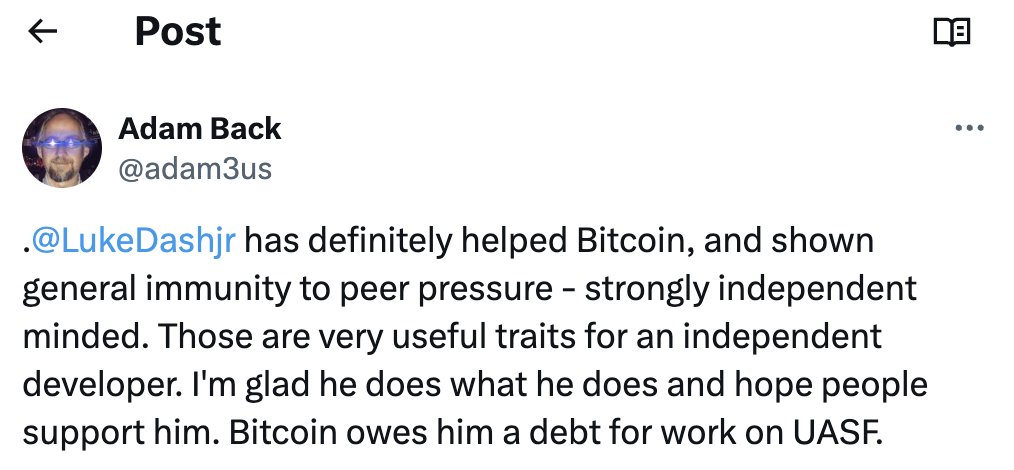 Post
Adam Back
@adam3us
.@LukeDashjr has definitely helped Bitcoin, and shown
general immunity to peer pressure - strongly independent
minded. Those are very useful traits for an independent
developer. I'm glad he does what he does and hope people
support him. Bitcoin owes him a debt for work on UASF.